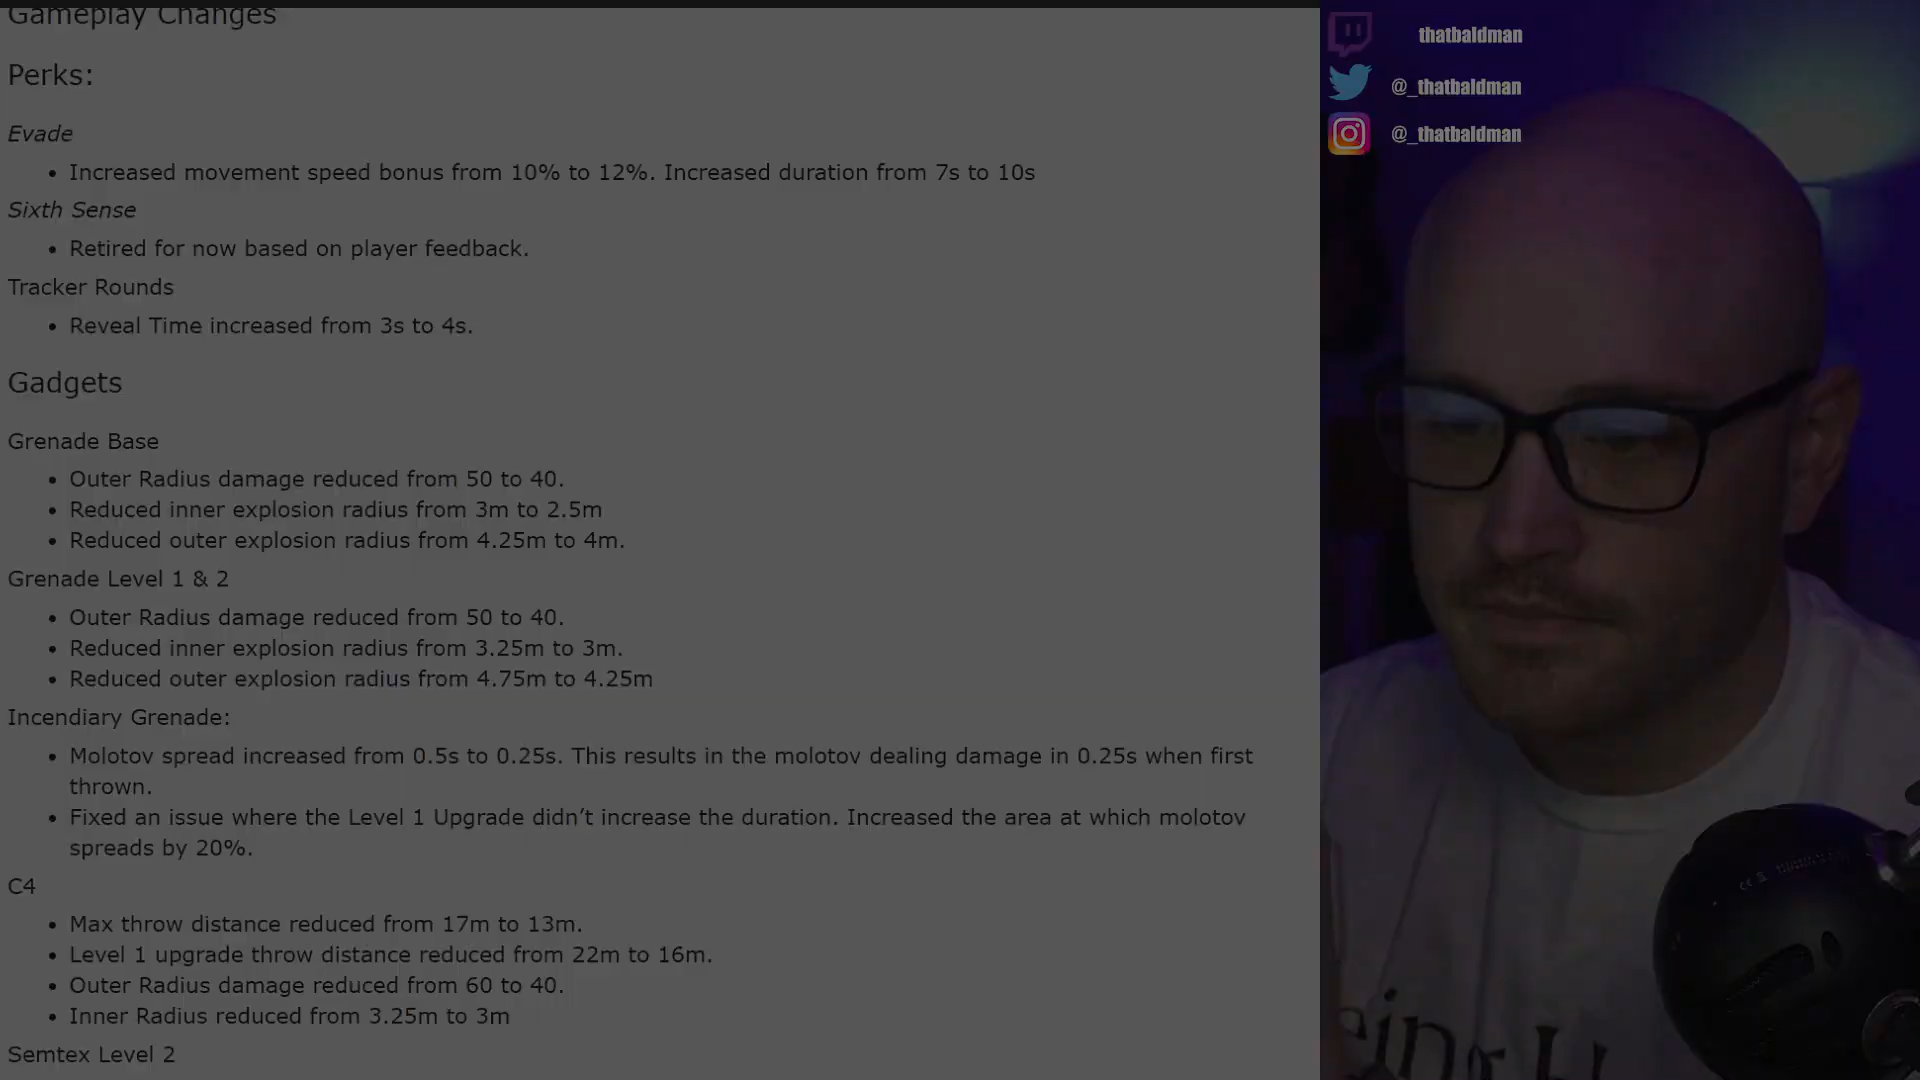 Gameplay Changes
Perks:
Evade
• Increased movement speed bonus from 10% to 12%. Increased duration from 7s to 10s
Sixth Sense
• Retired for now based on player feedback.
Tracker Rounds
• Reveal Time increased from 3s to 4s.
Gadgets
Grenade Base
• Outer Radius damage reduced from 50 to 40.
• Reduced inner explosion radius from 3m to 2.5m
• Reduced outer explosion radius from 4.25m to 4m.
Grenade Level 1 & 2
• Outer Radius damage reduced from 50 to 40.
• Reduced inner explosion radius from 3.25m to 3m.
• Reduced outer explosion radius from 4.75m to 4.25m
Incendiary Grenade:
• Molotov spread increased from 0.5s to 0.25s. This results in the molotov dealing damage in 0.25s when first
thrown.
• Fixed an issue where the Level 1 Upgrade didn’t increase the duration. Increased the area at which molotov
spreads by 20%.
C4
• Max throw distance reduced from 17m to 13m.
• Level 1 upgrade throw distance reduced from 22m to 16m.
• Outer Radius damage reduced from 60 to 40.
• Inner Radius reduced from 3.25m to 3m
Semtex Level 2
thatbaldman
@_thatbaldman
@_thatbaldman